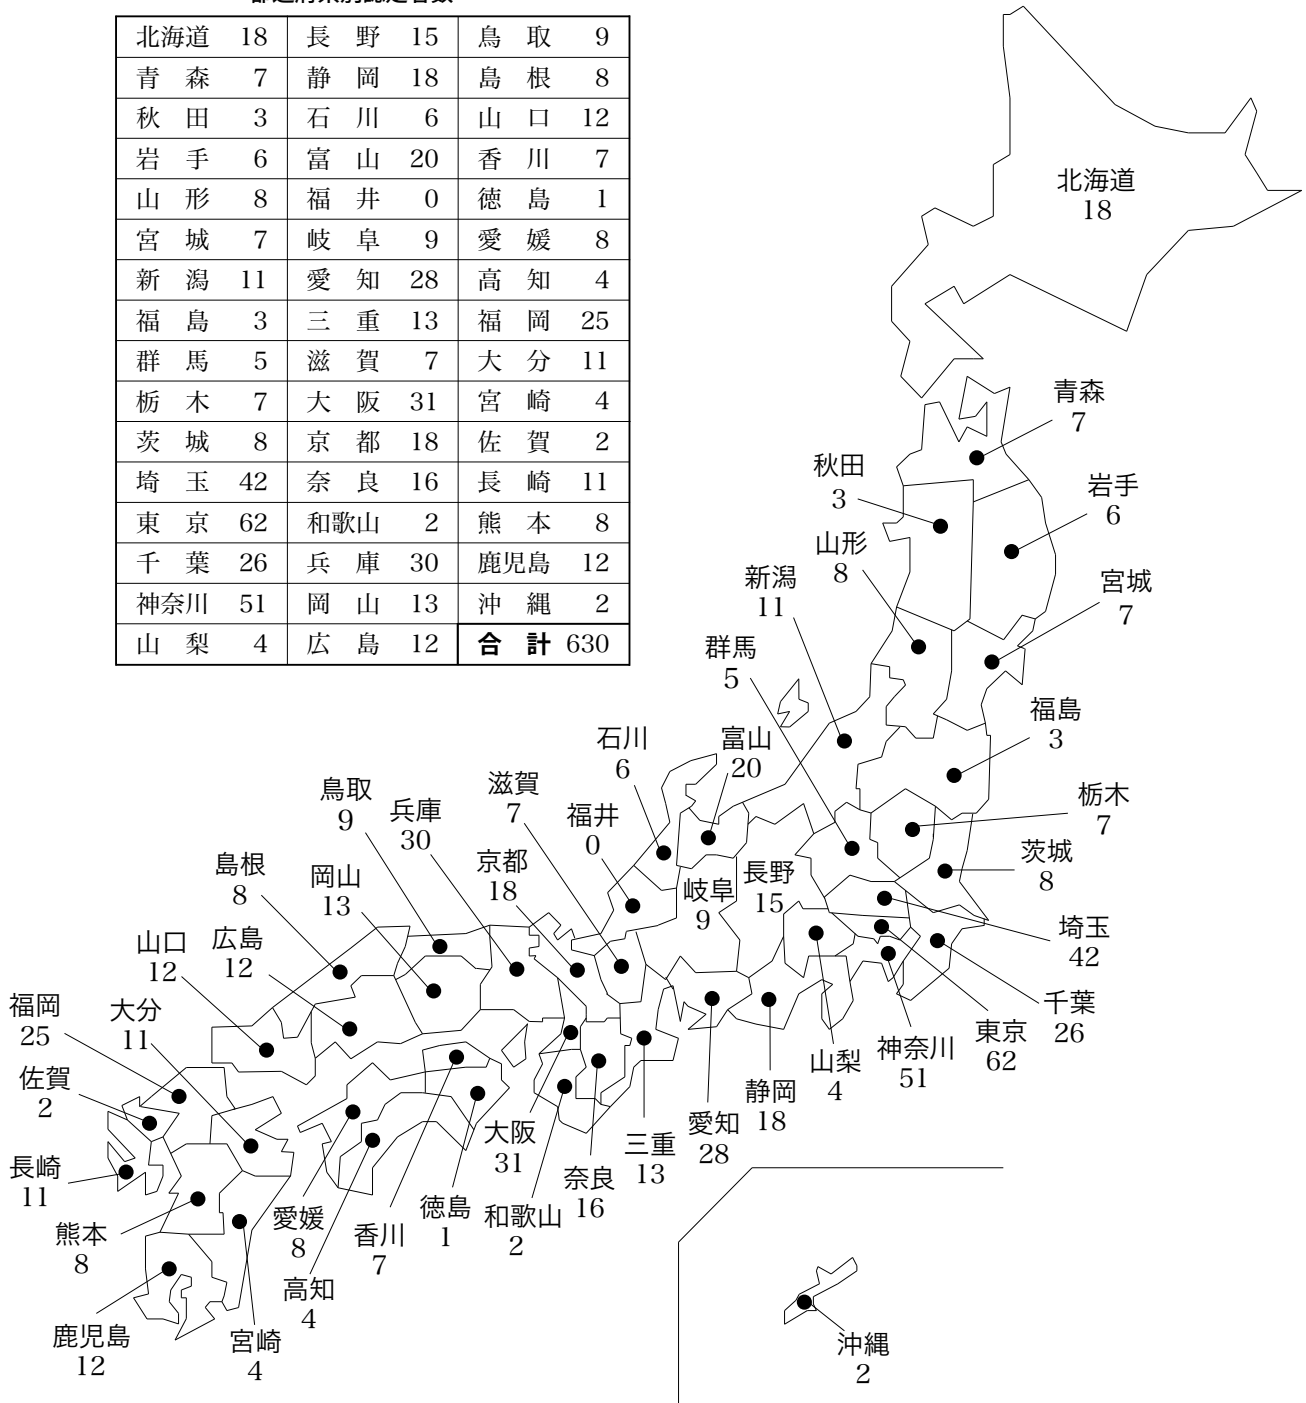 北海道 18 長野 15 鳥取 9
青森 7 静岡 18 島根 8
秋田 3 石川 6 山口 12
岩手 6 富山 20 香川 7
山形 8 福井 0 徳島 1
宮城 7 岐阜 9 愛媛 8
新潟 11 愛知 28 高知 4
福島 3 三重 13 福岡 25
群馬 5 滋賀 7 大分 11
栃木 7 大阪 31 宮崎 4
茨城 8 京都 18 佐賀 2
埼玉 42 奈良 16 長崎 11
東京 62 和歌山 2 熊本 8
千葉 26 兵庫 30 鹿児島 12
神奈川 51 岡山 13 沖縄 2
山梨 4 広島 12 合計 630
北海道
18
青森
7
秋田
3
岩手
6
山形
8
宮城
7
新潟
11
群馬
5
福島
3
石川
6
富山
20
滋賀
7
福井
0
鳥取
9
兵庫
30
栃木
7
茨城
8
京都
18
岐阜
9
長野
15
島根
8
岡山
13
山口
12
広島
12
埼玉
42
福岡
25
大分
11
千葉
26
東京
62
神奈川
51
山梨
4
静岡
18
愛知
28
三重
13
佐賀
2
長崎
11
大阪
31
奈良
16
和歌山
2
徳島
1
香川
7
愛媛
8
高知
4
熊本
8
鹿児島
12
宮崎
4
沖縄
2